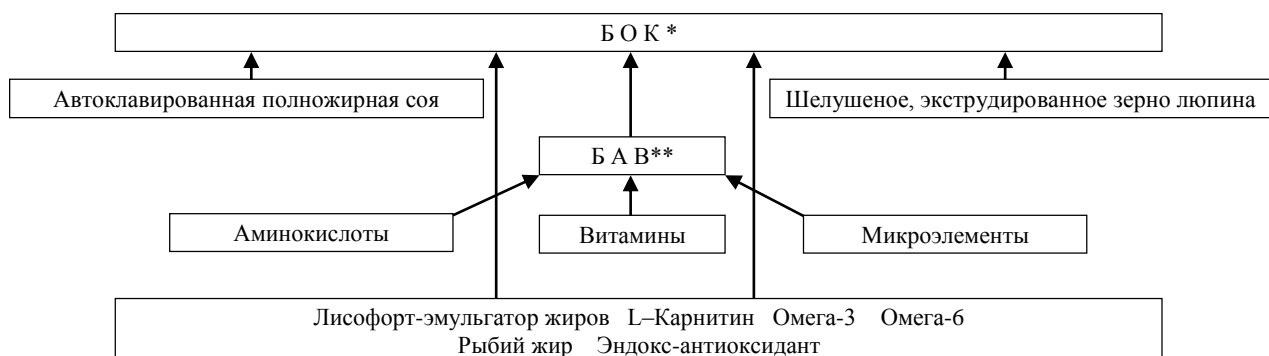 Б О К *
Автоклавированная полножирная соя
Шелушеное, экструдированное зерно люпина
Б А В**
Аминокислоты
Витамины
Микроэлементы
Лисофорт-эмульгатор жиров L–Карнитин Омега-3 Омега-6
Рыбий жир Эндокс-антиоксидант